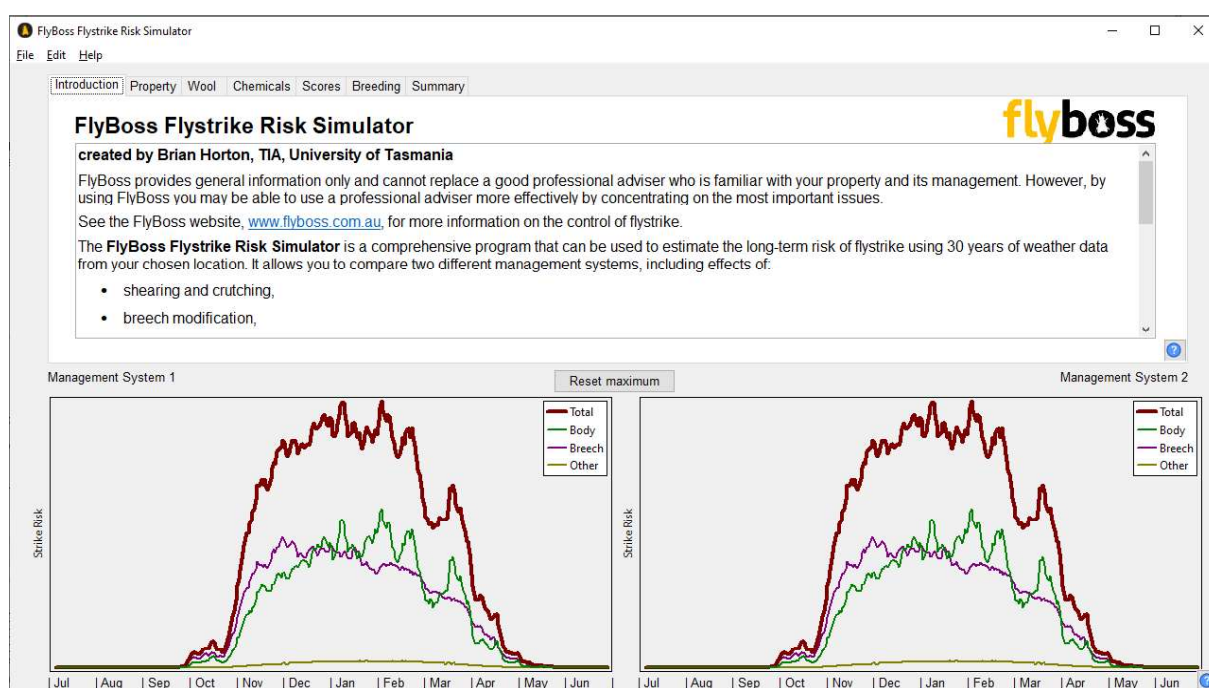 FlyBoss Flystrike Risk Simulator
File Edit Help
Introduction Property Wool Chemicals Scores Breeding Summary
FlyBoss Flystrike Risk Simulator
flyboss
created by Brian Horton, TIA, University of Tasmania
FlyBoss provides general information only and cannot replace a good professional adviser who is familiar with your property and its management. However, by
using FlyBoss you may be able to use a professional adviser more effectively by concentrating on the most important issues.
See the FlyBoss website, www.flyboss.com.au, for more information on the control of flystrike.
The FlyBoss Flystrike Risk Simulator is a comprehensive program that can be used to estimate the long-term risk of flystrike using 30 years of weather data
from your chosen location. It allows you to compare two different management systems, including effects of:
• shearing and crutching,
• breech modification,
Management System 1
Reset maximum
Management System 2
Strike Risk
Total
Body
Breech
Other
Jul Aug Sep Oct Nov Dec Jan Feb Mar Apr May Jun
Strike Risk
Total
Body
Breech
Other
Jul Aug Sep Oct Nov Dec Jan Feb Mar Apr May Jun